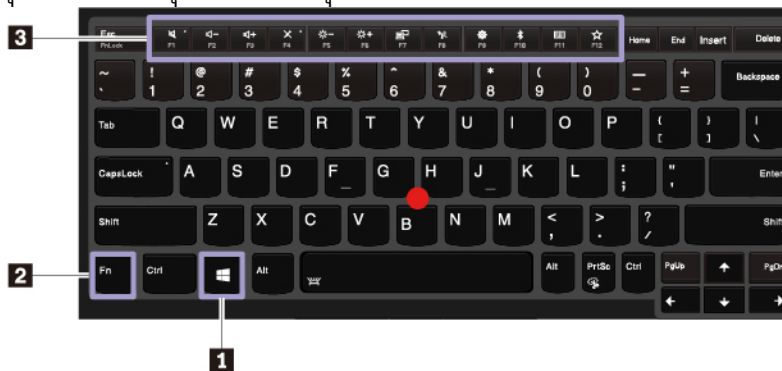 3
Esc Home End Insert Delete
FnLock F1 F2 F3 F4 F5 F6 F7 F8 F9 F10 F11 F12
~ ! @ # $ % ^ & * ( ) — + Backspace
` 1 2 3 4 5 6 7 8 9 0 - =
Tab Q W E R T Y U I O P { } |
[ ] \
CapsLock A S D F G H J K L : " Enter
; '
Shift Z X C V B N M < > ? Shift
, . /
2
Fn Ctrl Alt Alt PrtSc Ctrl PgUp PgDn
1